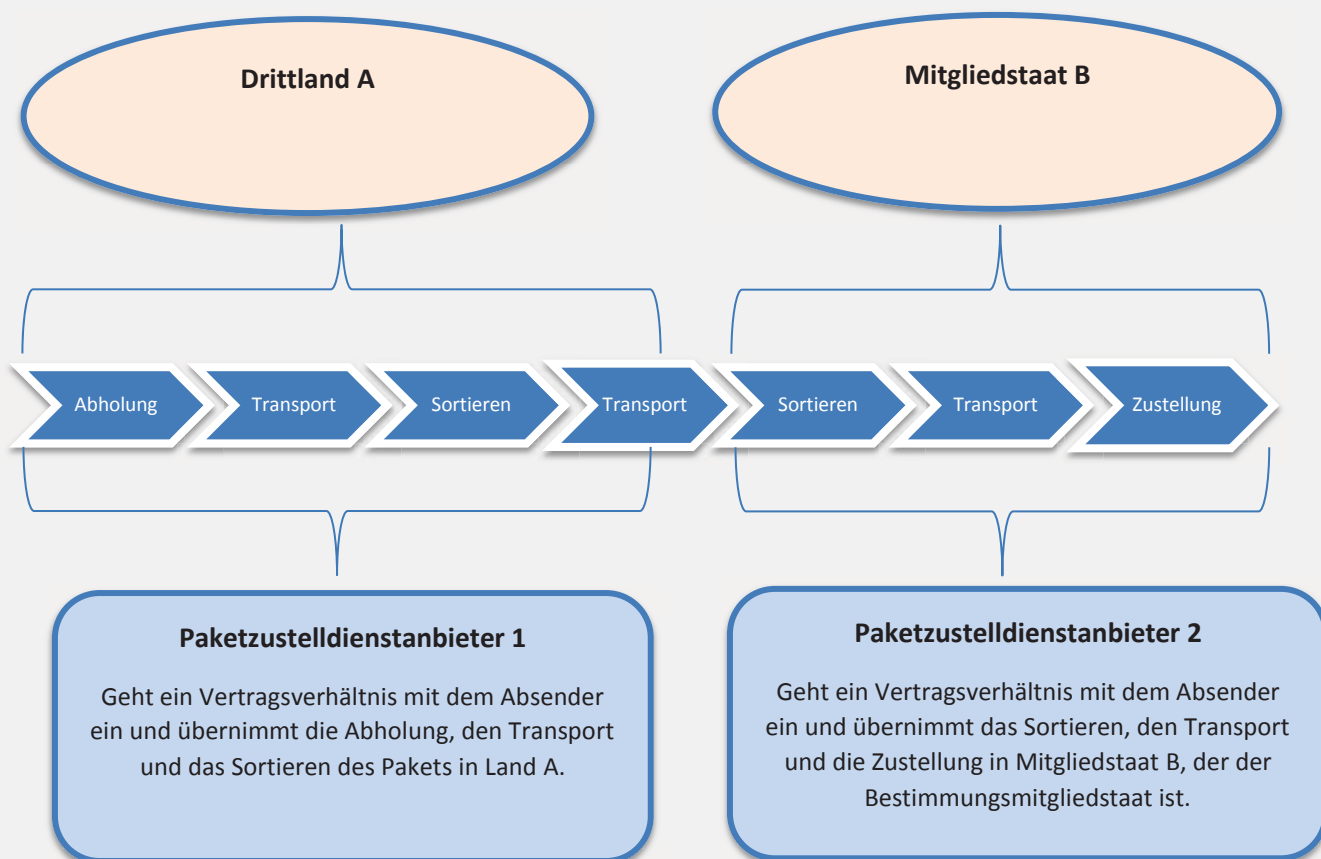 Drittland A
Mitgliedstaat B
Abholung
Transport
Sortieren
Transport
Sortieren
Transport
Zustellung
Paketzustelldienstanbieter 1
Geht ein Vertragsverhältnis mit dem Absender
ein und übernimmt die Abholung, den Transport
und das Sortieren des Pakets in Land A.
Paketzustelldienstanbieter 2
Geht ein Vertragsverhältnis mit dem Absender
ein und übernimmt das Sortieren, den Transport
und die Zustellung in Mitgliedstaat B, der der
Bestimmungsmitgliedstaat ist.